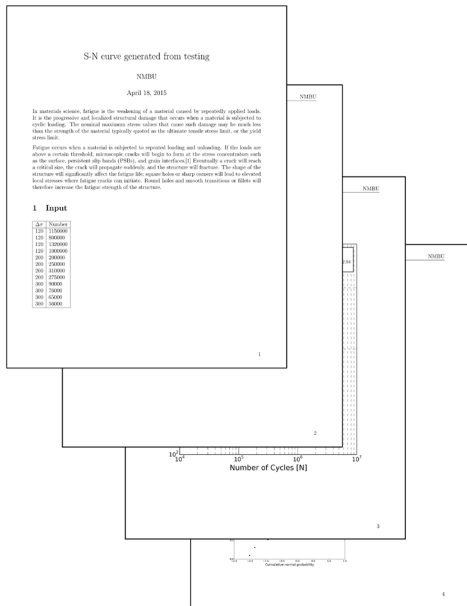 S-N curve generated from testing
NMBU
April 18, 2015
In materials science, fatigue is the weakening of a material caused by repeatedly applied loads.
It is the progressive and localized structural damage that occurs when a material is subjected to
cyclic loading. The nominal maximum stress values that cause such damage may be much less
than the strength of the material typically quoted as the ultimate tensile stress limit, or the yield
stress limit.
Fatigue occurs when a material is subjected to repeated loading and unloading. If the loads are
above a certain threshold, microscopic cracks will begin to form at the stress concentrators such
as the surface, persistent slip bands (PSBs), and grain interfaces.[1] Eventually a crack will reach
a critical size, the crack will propagate suddenly, and the structure will fracture. The shape of the
structure will significantly affect the fatigue life; square holes or sharp corners will lead to elevated
local stresses where fatigue cracks can initiate. Round holes and smooth transitions or fillets will
therefore increase the fatigue strength of the structure.
1 Input
Δσ Number
120 1150000
120 890000
120 1320000
120 1000000
200 200000
200 250000
200 310000
200 275000
300 90000
300 76000
300 65000
300 56000
1
NMBU
2
NMBU
10⁴ 10⁵ 10⁶ 10⁷
Number of Cycles [N]
3
NMBU
Cumulative normal probability
4